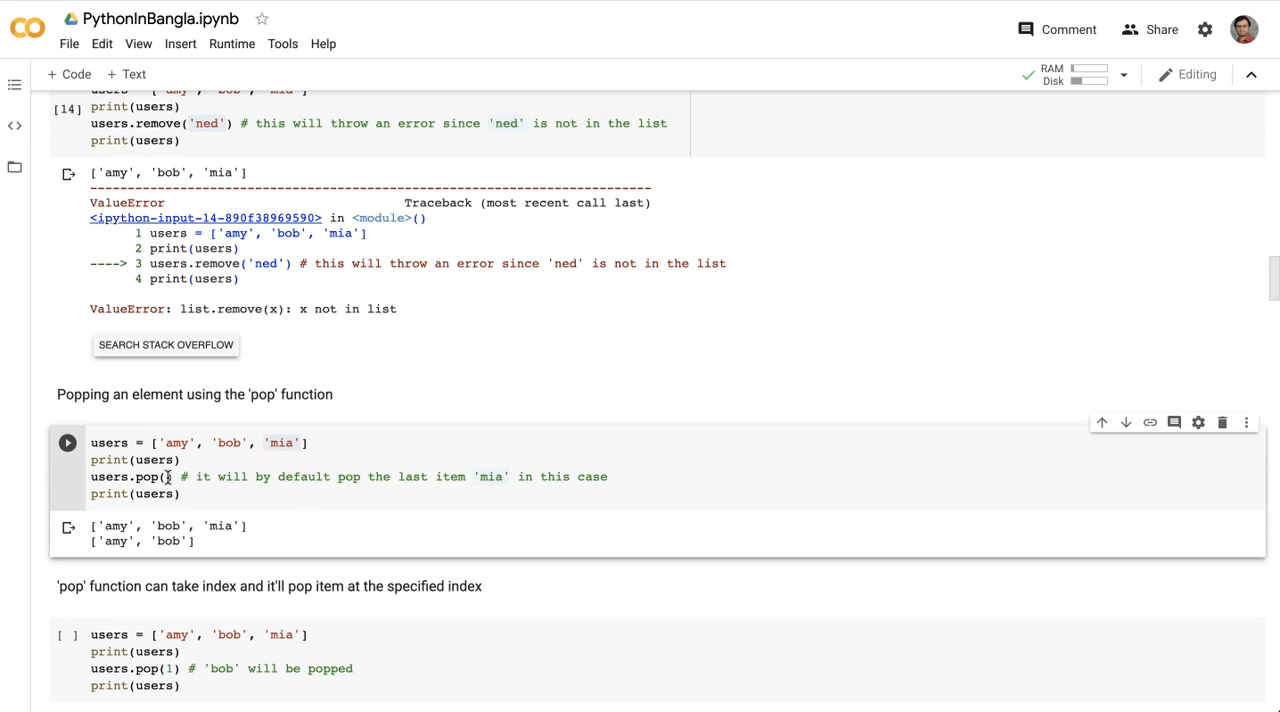 PythonInBangla.ipynb
File Edit View Insert Runtime Tools Help
Comment Share
+ Code + Text
RAM
Disk
Editing
users = ['amy', 'bob', 'mia']
[14] print(users)
users.remove('ned') # this will throw an error since 'ned' is not in the list
print(users)
['amy', 'bob', 'mia']
---------------------------------------------------------------------------
ValueError Traceback (most recent call last)
<ipython-input-14-890f38969590> in <module>()
1 users = ['amy', 'bob', 'mia']
2 print(users)
----> 3 users.remove('ned') # this will throw an error since 'ned' is not in the list
4 print(users)
ValueError: list.remove(x): x not in list
SEARCH STACK OVERFLOW
Popping an element using the 'pop' function
users = ['amy', 'bob', 'mia']
print(users)
users.pop() # it will by default pop the last item 'mia' in this case
print(users)
['amy', 'bob', 'mia']
['amy', 'bob']
'pop' function can take index and it'll pop item at the specified index
[ ] users = ['amy', 'bob', 'mia']
print(users)
users.pop(1) # 'bob' will be popped
print(users)